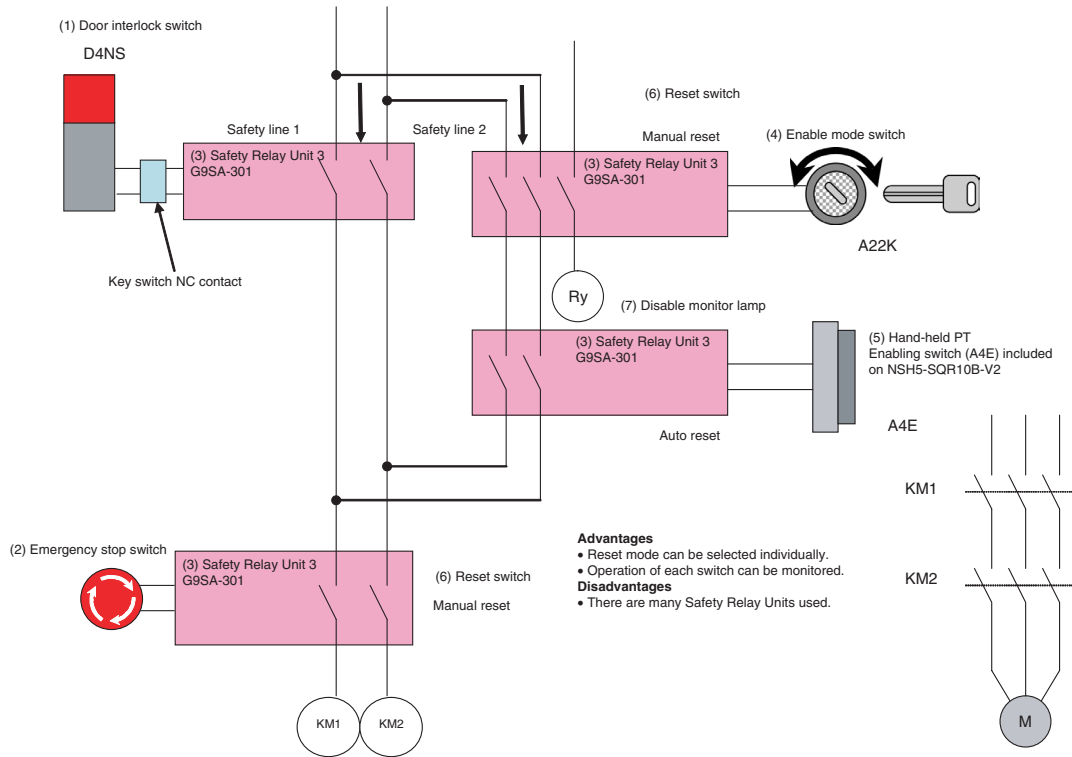 (1) Door interlock switch
D4NS
(6) Reset switch
Safety line 1
Safety line 2
Manual reset
(4) Enable mode switch
(3) Safety Relay Unit 3
G9SA-301
(3) Safety Relay Unit 3
G9SA-301
A22K
Key switch NC contact
Ry
(7) Disable monitor lamp
(3) Safety Relay Unit 3
G9SA-301
(5) Hand-held PT
Enabling switch (A4E) included
on NSH5-SQR10B-V2
Auto reset
A4E
KM1
(2) Emergency stop switch
(3) Safety Relay Unit 3
G9SA-301
(6) Reset switch
Manual reset
Advantages
• Reset mode can be selected individually.
• Operation of each switch can be monitored.
Disadvantages
• There are many Safety Relay Units used.
KM2
KM1
KM2
M